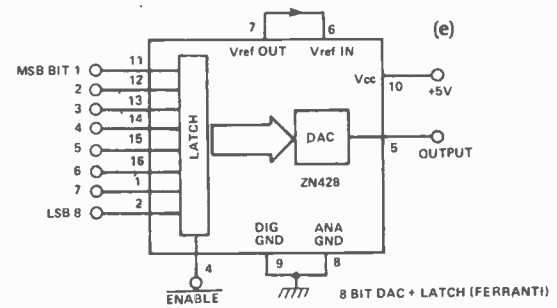 (e)
7 6
Vref OUT Vref IN
MSB BIT 1 11
2 12
3 13
4 14
5 15
6 16
7 1
LSB 8 2
LATCH
DAC
ZN428
Vcc
10
+5V
5
OUTPUT
DIG GND
ANA GND
4
9 8
ENABLE
8 BIT DAC + LATCH (FERRANTI)